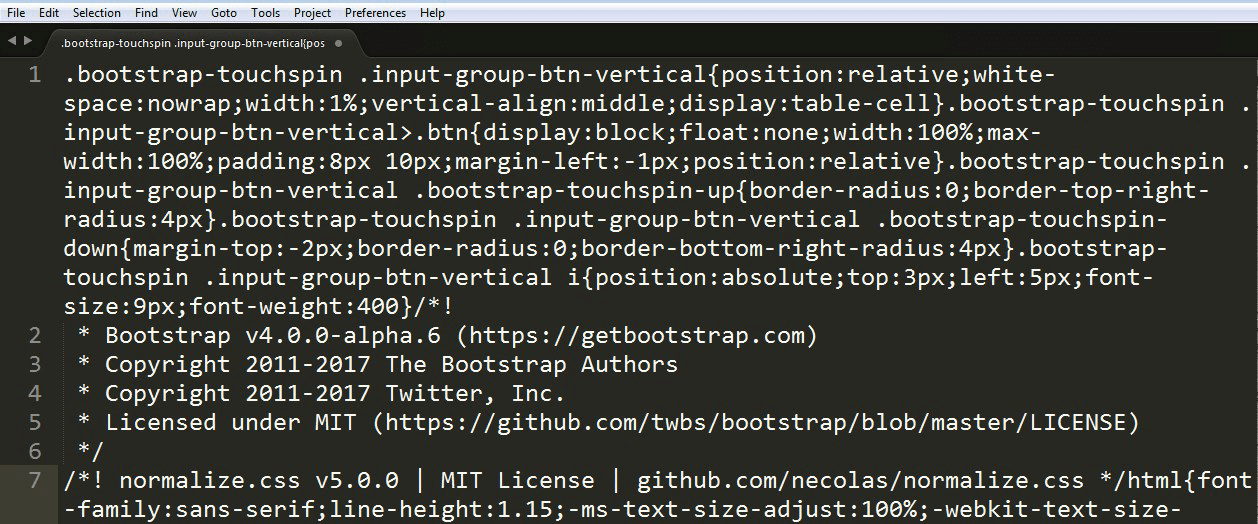 File Edit Selection Find View Goto Tools Project Preferences Help
.bootstrap-touchspin .input-group-btn-vertical{pos
1 .bootstrap-touchspin .input-group-btn-vertical{position:relative;white-
space:nowrap;width:1%;vertical-align:middle;display:table-cell}.bootstrap-touchspin .
input-group-btn-vertical>.btn{display:block;float:none;width:100%;max-
width:100%;padding:8px 10px;margin-left:-1px;position:relative}.bootstrap-touchspin .
input-group-btn-vertical .bootstrap-touchspin-up{border-radius:0;border-top-right-
radius:4px}.bootstrap-touchspin .input-group-btn-vertical .bootstrap-touchspin-
down{margin-top:-2px;border-radius:0;border-bottom-right-radius:4px}.bootstrap-
touchspin .input-group-btn-vertical i{position:absolute;top:3px;left:5px;font-
size:9px;font-weight:400}/*!
2 * Bootstrap v4.0.0-alpha.6 (https://getbootstrap.com)
3 * Copyright 2011-2017 The Bootstrap Authors
4 * Copyright 2011-2017 Twitter, Inc.
5 * Licensed under MIT (https://github.com/twbs/bootstrap/blob/master/LICENSE)
6 */
7 /*! normalize.css v5.0.0 | MIT License | github.com/necolas/normalize.css */html{font
-family:sans-serif;line-height:1.15;-ms-text-size-adjust:100%;-webkit-text-size-